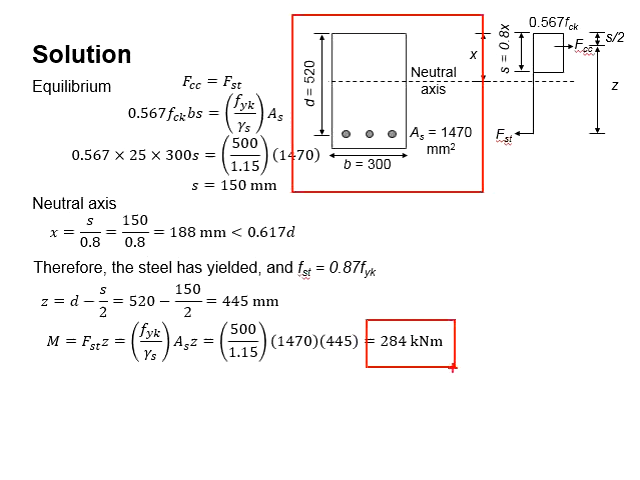 Solution
Equilibrium
F_cc = F_st
0.567f_ck bs = (f_yk/γ_s) A_s
0.567 × 25 × 300s = (500/1.15) (1470)
s = 150 mm
Neutral axis
x = s/0.8 = 150/0.8 = 188 mm < 0.617d
Therefore, the steel has yielded, and f_st = 0.87f_yk
z = d − s/2 = 520 − 150/2 = 445 mm
M = F_st z = (f_yk/γ_s) A_s z = (500/1.15) (1470)(445) = 284 kNm
d = 520
x
Neutral
axis
A_s = 1470
mm²
b = 300
s = 0.8x
0.567f_ck
F_cc
s/2
z
F_st